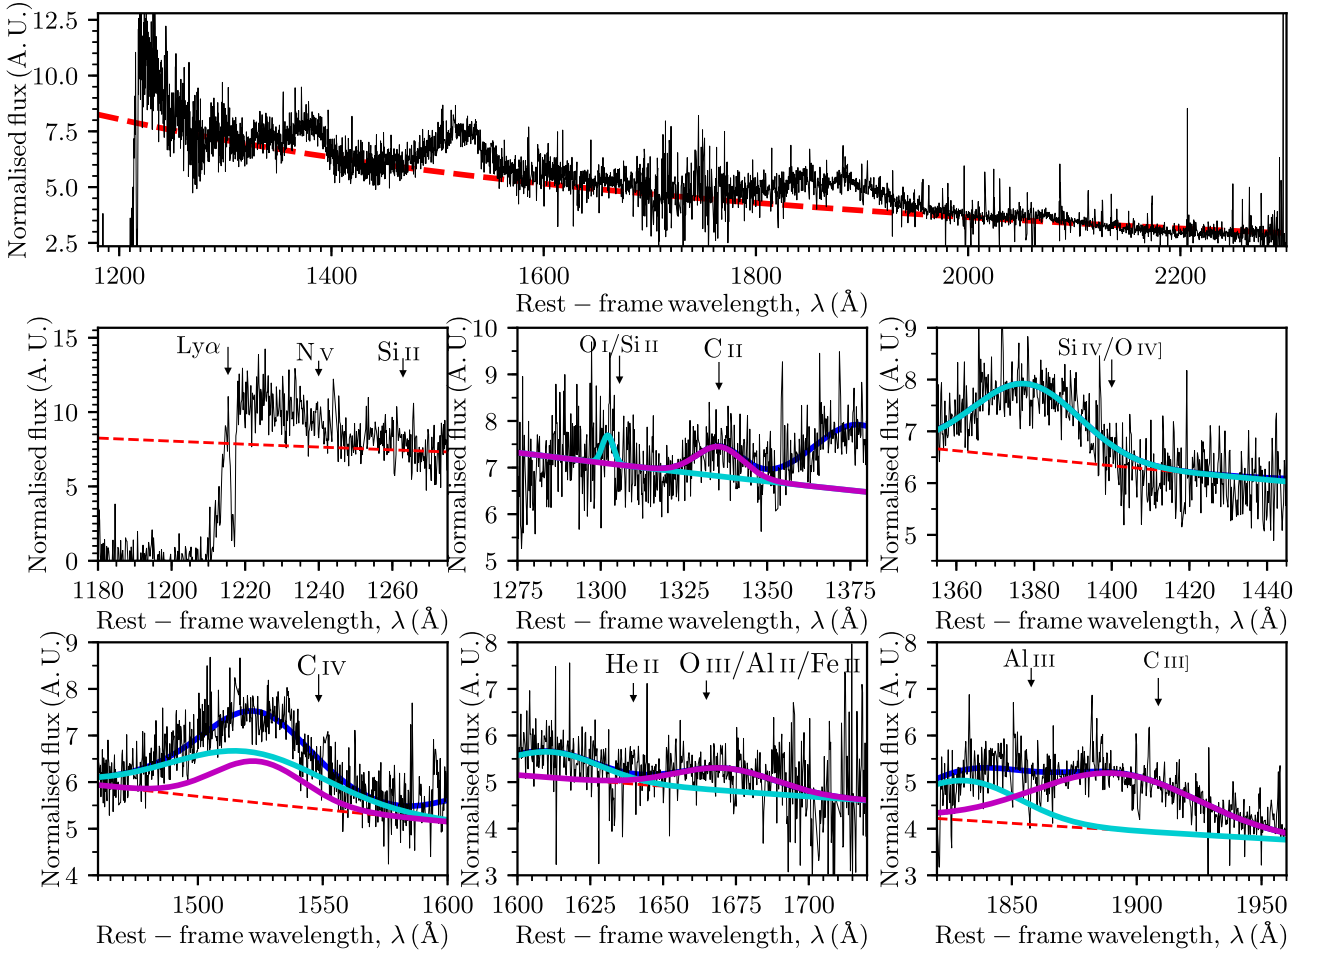 Normalised flux (A. U.)
12.5
10.0
7.5
5.0
2.5
1200 1400 1600 1800 2000 2200
Rest − frame wavelength, λ (Å)
Normalised flux (A. U.)
15
10
5
0
Lyα N V Si II
1180 1200 1220 1240 1260
Rest − frame wavelength, λ (Å)
Normalised flux (A. U.)
10
9
8
7
6
5
O I/Si II C II
1275 1300 1325 1350 1375
Rest − frame wavelength, λ (Å)
Normalised flux (A. U.)
9
8
7
6
5
Si IV/O IV]
1360 1380 1400 1420 1440
Rest − frame wavelength, λ (Å)
Normalised flux (A. U.)
9
8
7
6
5
4
C IV
1500 1550 1600
Rest − frame wavelength, λ (Å)
Normalised flux (A. U.)
8
7
6
5
4
3
He II O III/Al II/Fe II
1600 1625 1650 1675 1700
Rest − frame wavelength, λ (Å)
Normalised flux (A. U.)
8
7
6
5
4
3
Al III C III]
1850 1900 1950
Rest − frame wavelength, λ (Å)